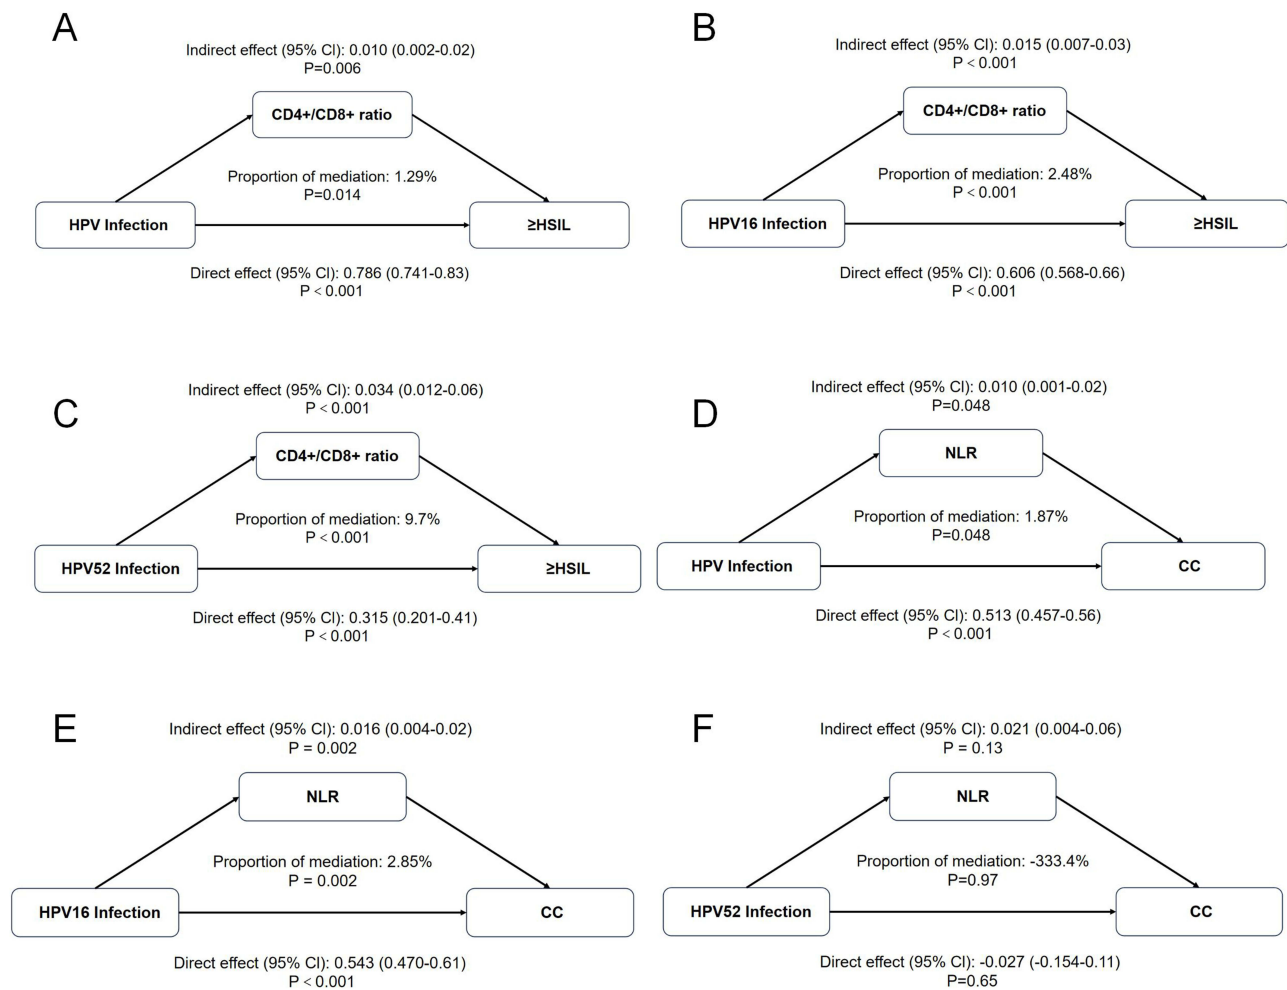 A
Indirect effect (95% CI): 0.010 (0.002-0.02)
P=0.006
CD4+/CD8+ ratio
Proportion of mediation: 1.29%
P=0.014
HPV Infection
≥HSIL
Direct effect (95% CI): 0.786 (0.741-0.83)
P < 0.001
B
Indirect effect (95% CI): 0.015 (0.007-0.03)
P < 0.001
CD4+/CD8+ ratio
Proportion of mediation: 2.48%
P < 0.001
HPV16 Infection
≥HSIL
Direct effect (95% CI): 0.606 (0.568-0.66)
P < 0.001
C
Indirect effect (95% CI): 0.034 (0.012-0.06)
P < 0.001
CD4+/CD8+ ratio
Proportion of mediation: 9.7%
P < 0.001
HPV52 Infection
≥HSIL
Direct effect (95% CI): 0.315 (0.201-0.41)
P < 0.001
D
Indirect effect (95% CI): 0.010 (0.001-0.02)
P=0.048
NLR
Proportion of mediation: 1.87%
P=0.048
HPV Infection
CC
Direct effect (95% CI): 0.513 (0.457-0.56)
P < 0.001
E
Indirect effect (95% CI): 0.016 (0.004-0.02)
P = 0.002
NLR
Proportion of mediation: 2.85%
P = 0.002
HPV16 Infection
CC
Direct effect (95% CI): 0.543 (0.470-0.61)
P < 0.001
F
Indirect effect (95% CI): 0.021 (0.004-0.06)
P = 0.13
NLR
Proportion of mediation: -333.4%
P=0.97
HPV52 Infection
CC
Direct effect (95% CI): -0.027 (-0.154-0.11)
P=0.65